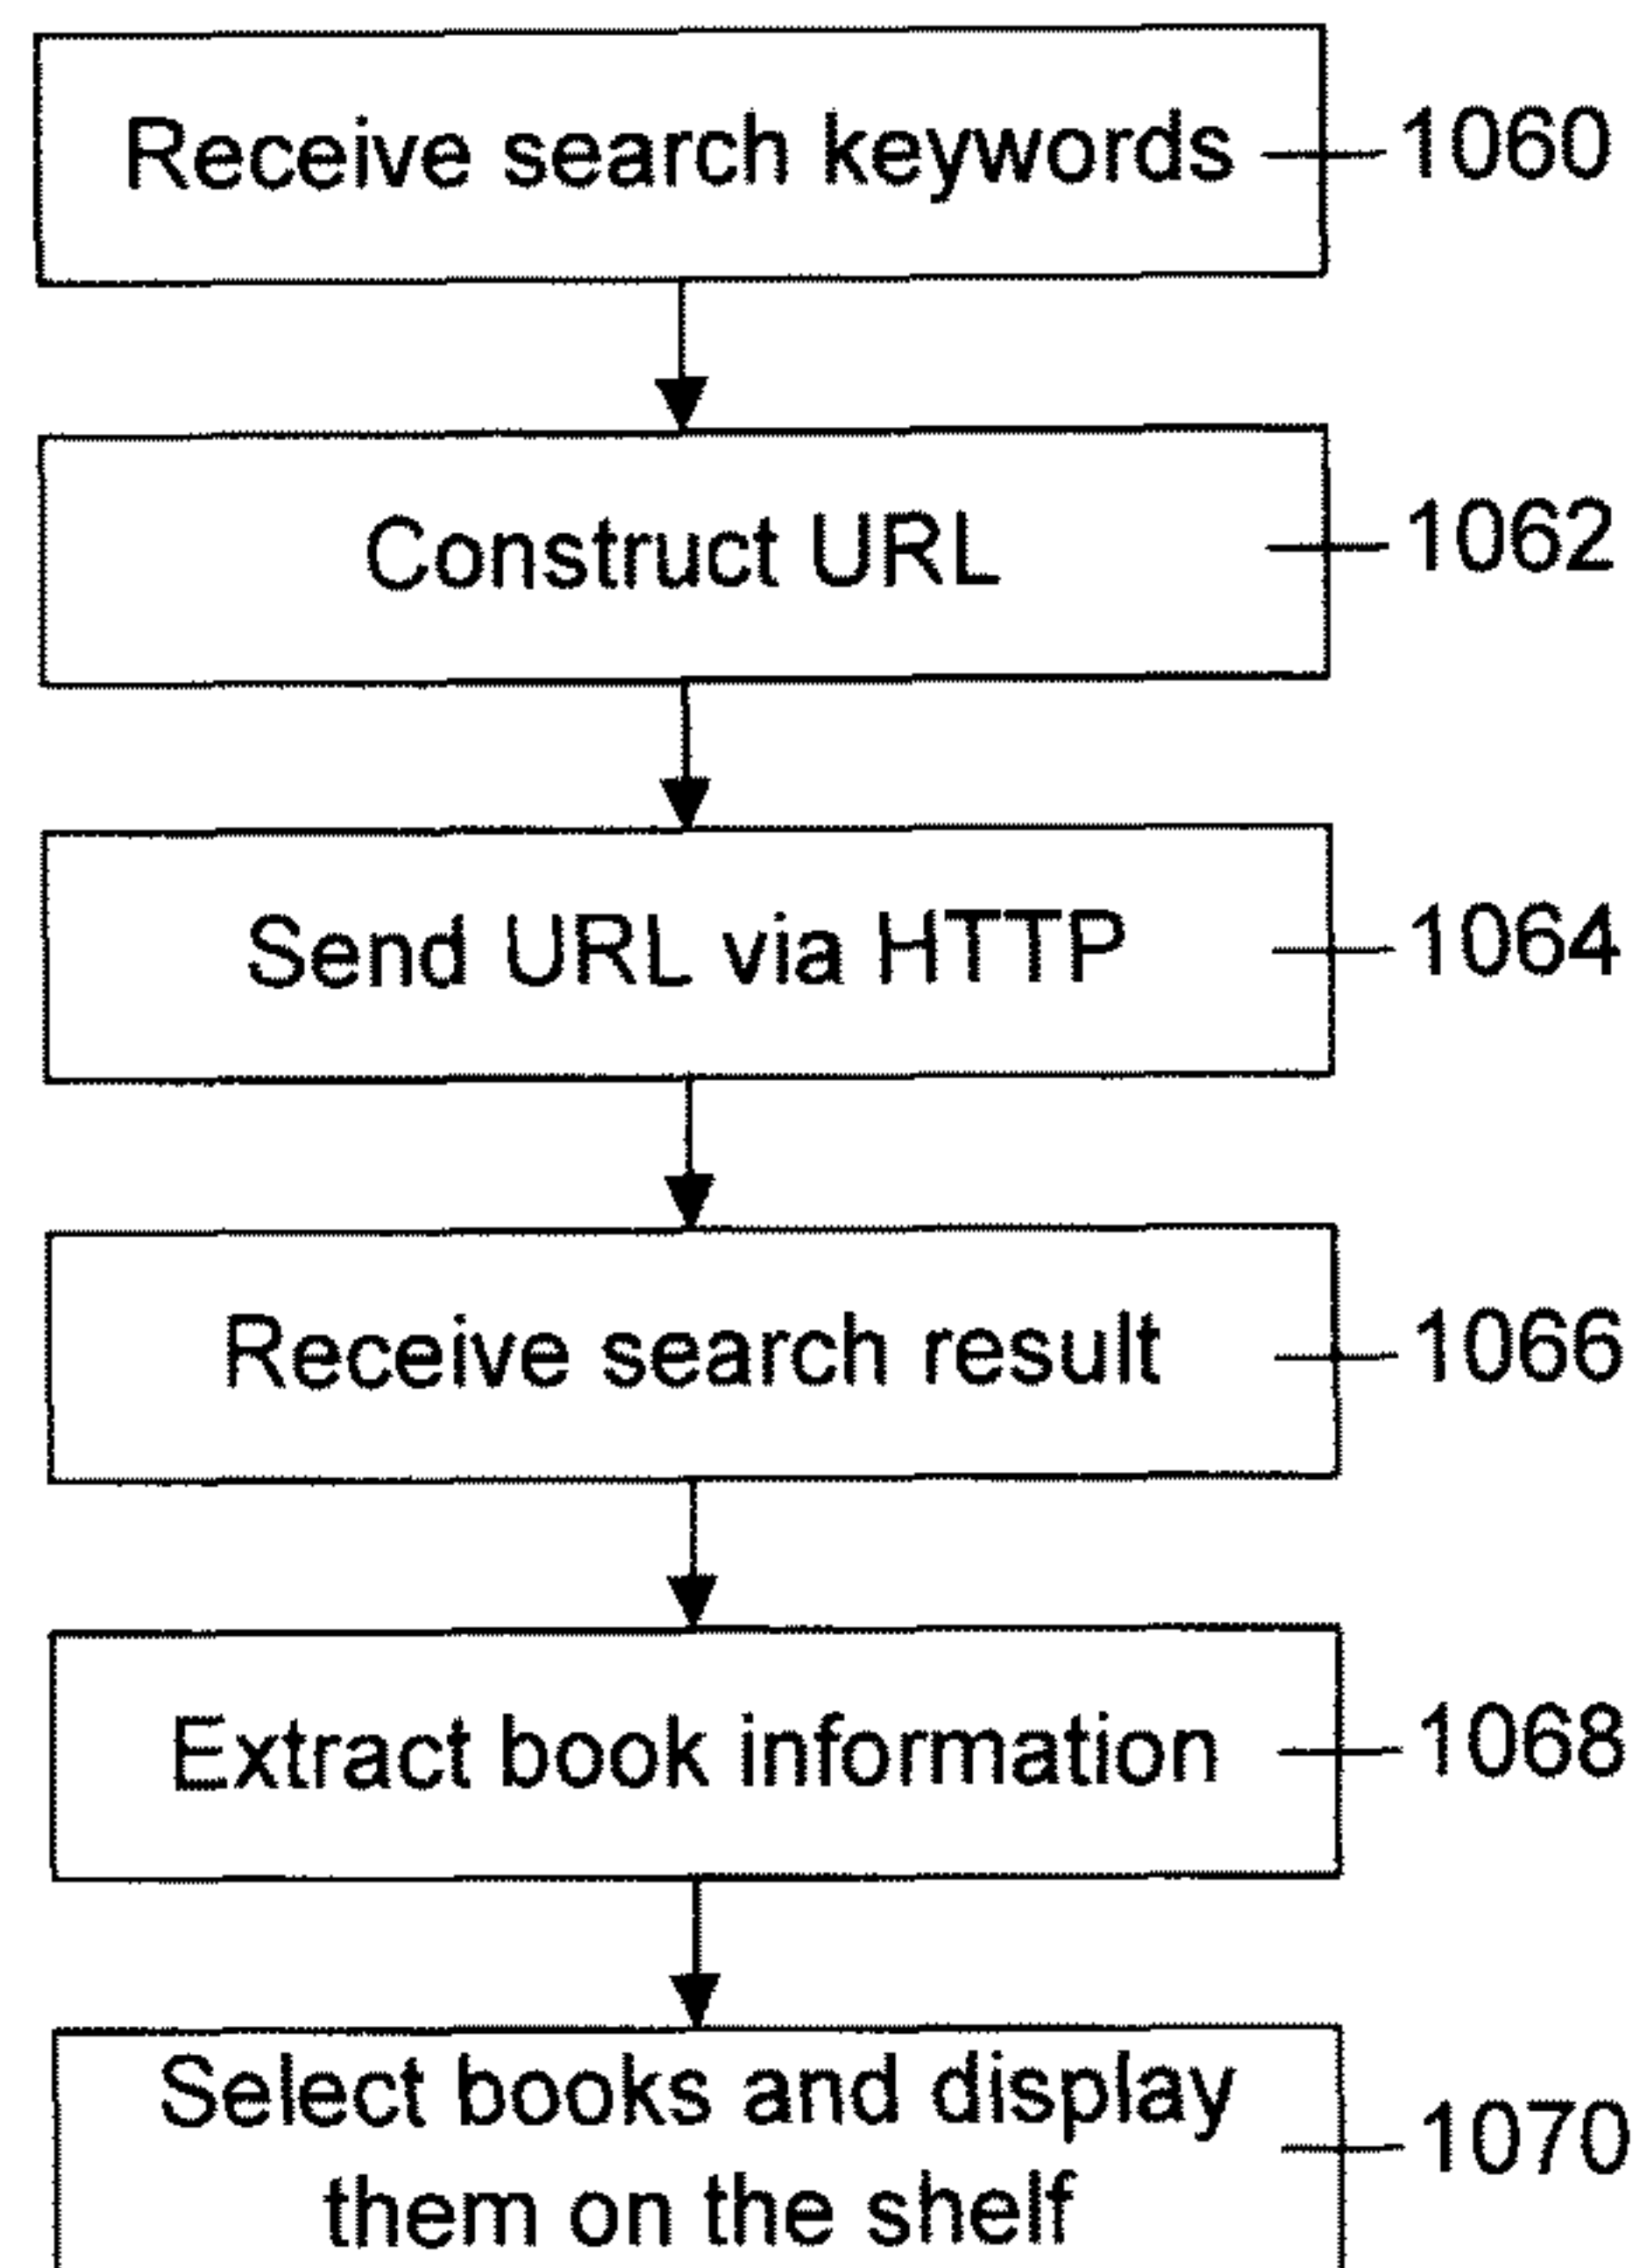 Receive search keywords 1060
Construct URL 1062
Send URL via HTTP 1064
Receive search result 1066
Extract book information 1068
Select books and display 1070
them on the shelf